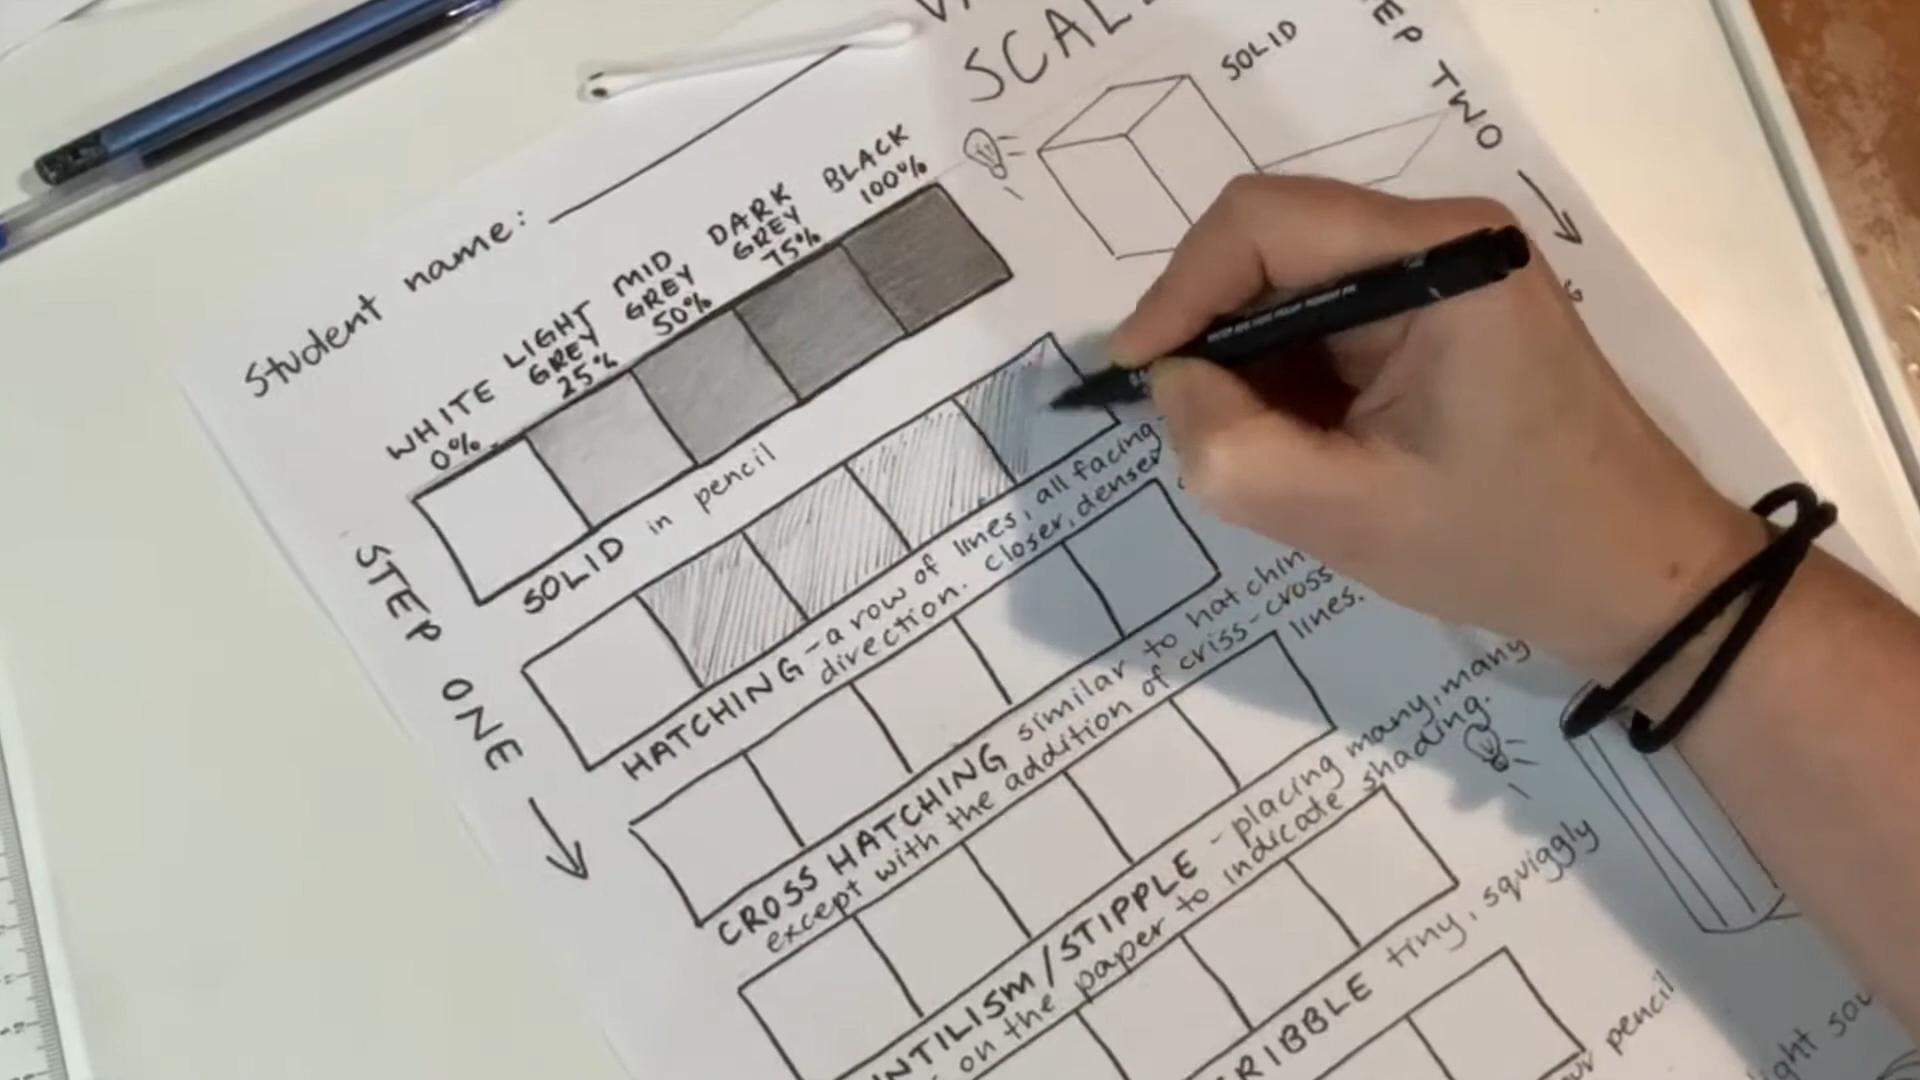 SCAL
Student name:
WHITE 0%
LIGHT GREY 25%
MID GREY 50%
DARK GREY 75%
BLACK 100%
SOLID in pencil
STEP ONE
HATCHING - a row of lines, all facing
direction. closer, denser
CROSS HATCHING similar to
except with the addition of criss-cross lines.
STIPPLE - placing many, many
on the paper to indicate shading.
tiny, squiggly
pencil
SOLID
TWO